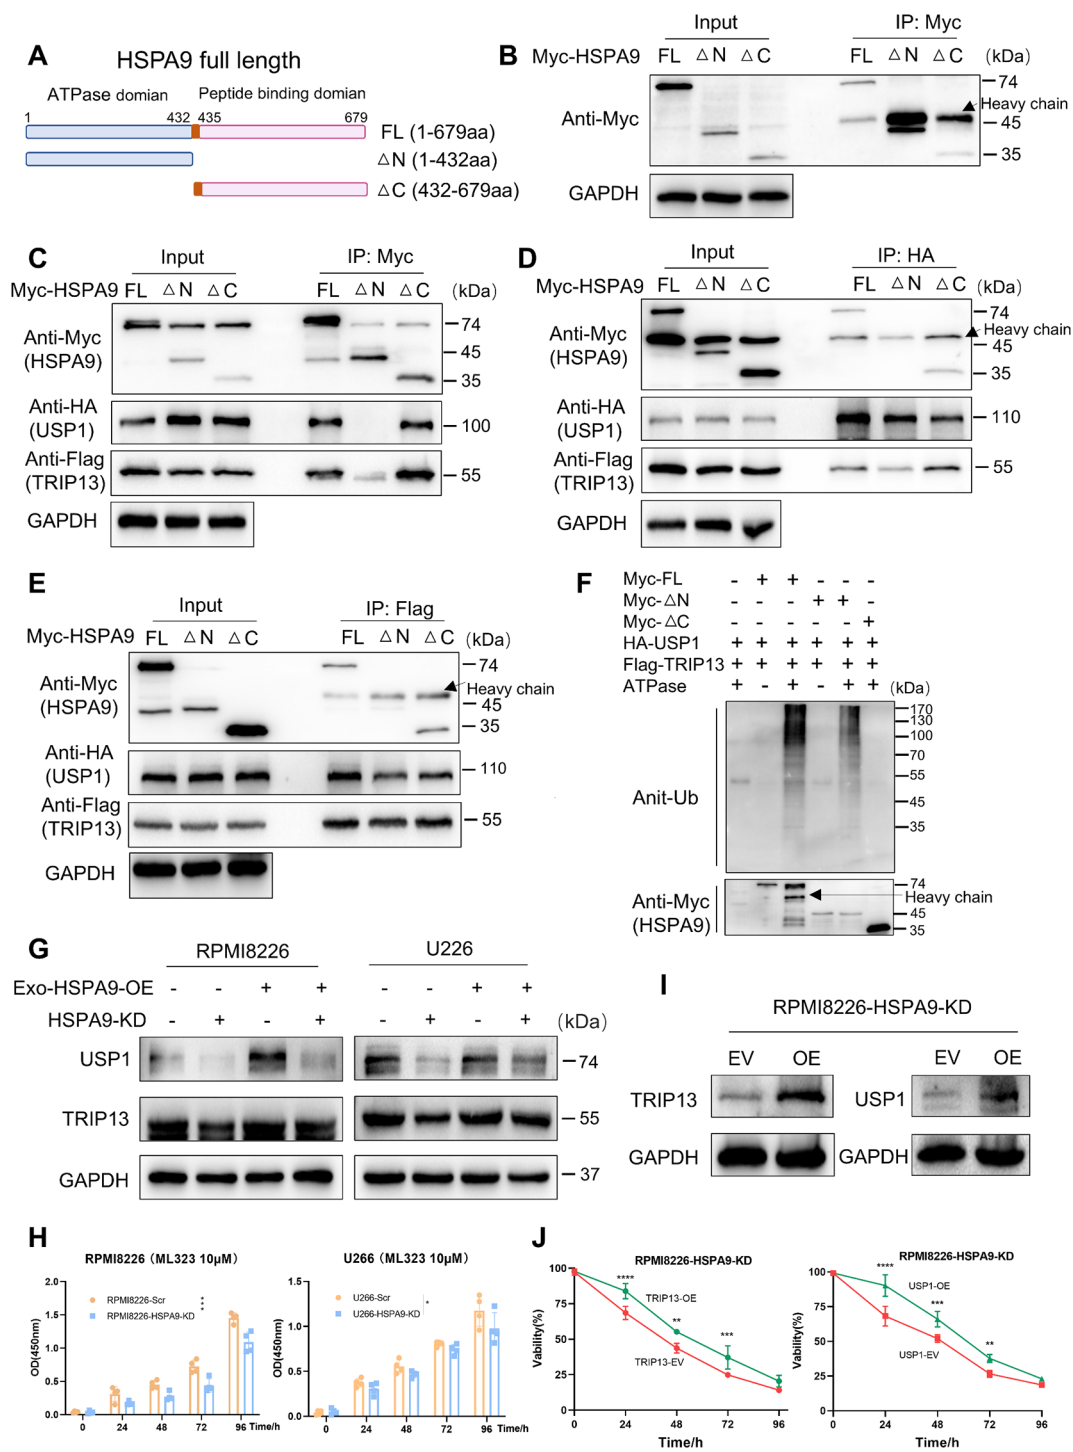 A
HSPA9 full length
ATPase domian
Peptide binding domian
1
432
435
679
FL (1-679aa)
△N (1-432aa)
△C (432-679aa)
B
Input
IP: Myc
Myc-HSPA9
FL △N △C
FL △N △C
(kDa)
Anti-Myc
74
Heavy chain
45
35
GAPDH
C
Input
IP: Myc
Myc-HSPA9
FL △N △C
FL △N △C
(kDa)
Anti-Myc
(HSPA9)
74
45
35
Anti-HA
(USP1)
100
Anti-Flag
(TRIP13)
55
GAPDH
D
Input
IP: HA
Myc-HSPA9
FL △N △C
FL △N △C
(kDa)
Anti-Myc
(HSPA9)
74
Heavy chain
45
35
Anti-HA
(USP1)
110
Anti-Flag
(TRIP13)
55
GAPDH
E
Input
IP: Flag
Myc-HSPA9
FL △N △C
FL △N △C
(kDa)
Anti-Myc
(HSPA9)
74
Heavy chain
45
35
Anti-HA
(USP1)
110
Anti-Flag
(TRIP13)
55
GAPDH
F
Myc-FL - + + - - -
Myc-△N - - - + + -
Myc-△C - - - - - +
HA-USP1 + + + + + +
Flag-TRIP13 + + + + + +
ATPase + - + - + +
(kDa)
Anit-Ub
170
130
100
70
55
45
35
Anti-Myc
(HSPA9)
74
Heavy chain
45
35
G
RPMI8226
U226
Exo-HSPA9-OE - - + + - - + +
HSPA9-KD - + - + - + - +
(kDa)
USP1
74
TRIP13
55
GAPDH
37
I
RPMI8226-HSPA9-KD
EV OE
EV OE
TRIP13
USP1
GAPDH
GAPDH
H
RPMI8226 (ML323 10μM)
OD(450nm)
2.0
1.5
1.0
0.5
0.0
RPMI8226-Scr
RPMI8226-HSPA9-KD
***
0 24 48 72 96 Time/h
U266 (ML323 10μM)
OD(450nm)
1.5
1.0
0.5
0.0
U266-Scr
U266-HSPA9-KD
*
0 24 48 72 96 Time/h
J
RPMI8226-HSPA9-KD
Vability(%)
100
75
50
25
0
****
TRIP13-OE
**
***
TRIP13-EV
0 24 48 72 96
Time/h
RPMI8226-HSPA9-KD
Vability(%)
100
75
50
25
0
****
USP1-OE
***
**
USP1-EV
0 24 48 72 96
Time/h